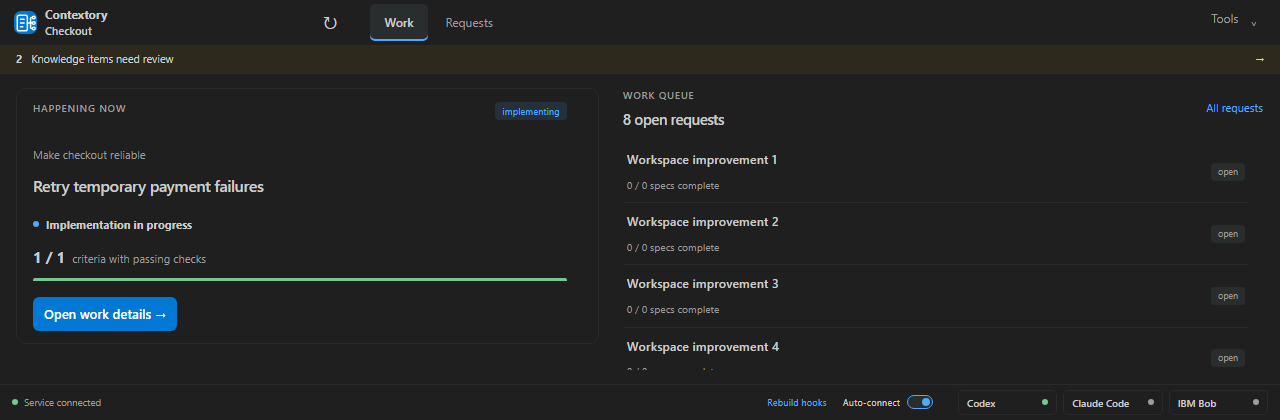 Contextory
Checkout
Work
Requests
Tools
2 Knowledge items need review →
HAPPENING NOW
implementing
Make checkout reliable
Retry temporary payment failures
Implementation in progress
1 / 1 criteria with passing checks
Open work details →
WORK QUEUE
8 open requests
All requests
Workspace improvement 1
0 / 0 specs complete
open
Workspace improvement 2
0 / 0 specs complete
open
Workspace improvement 3
0 / 0 specs complete
open
Workspace improvement 4
open
Service connected
Rebuild hooks
Auto-connect
Codex
Claude Code
IBM Bob